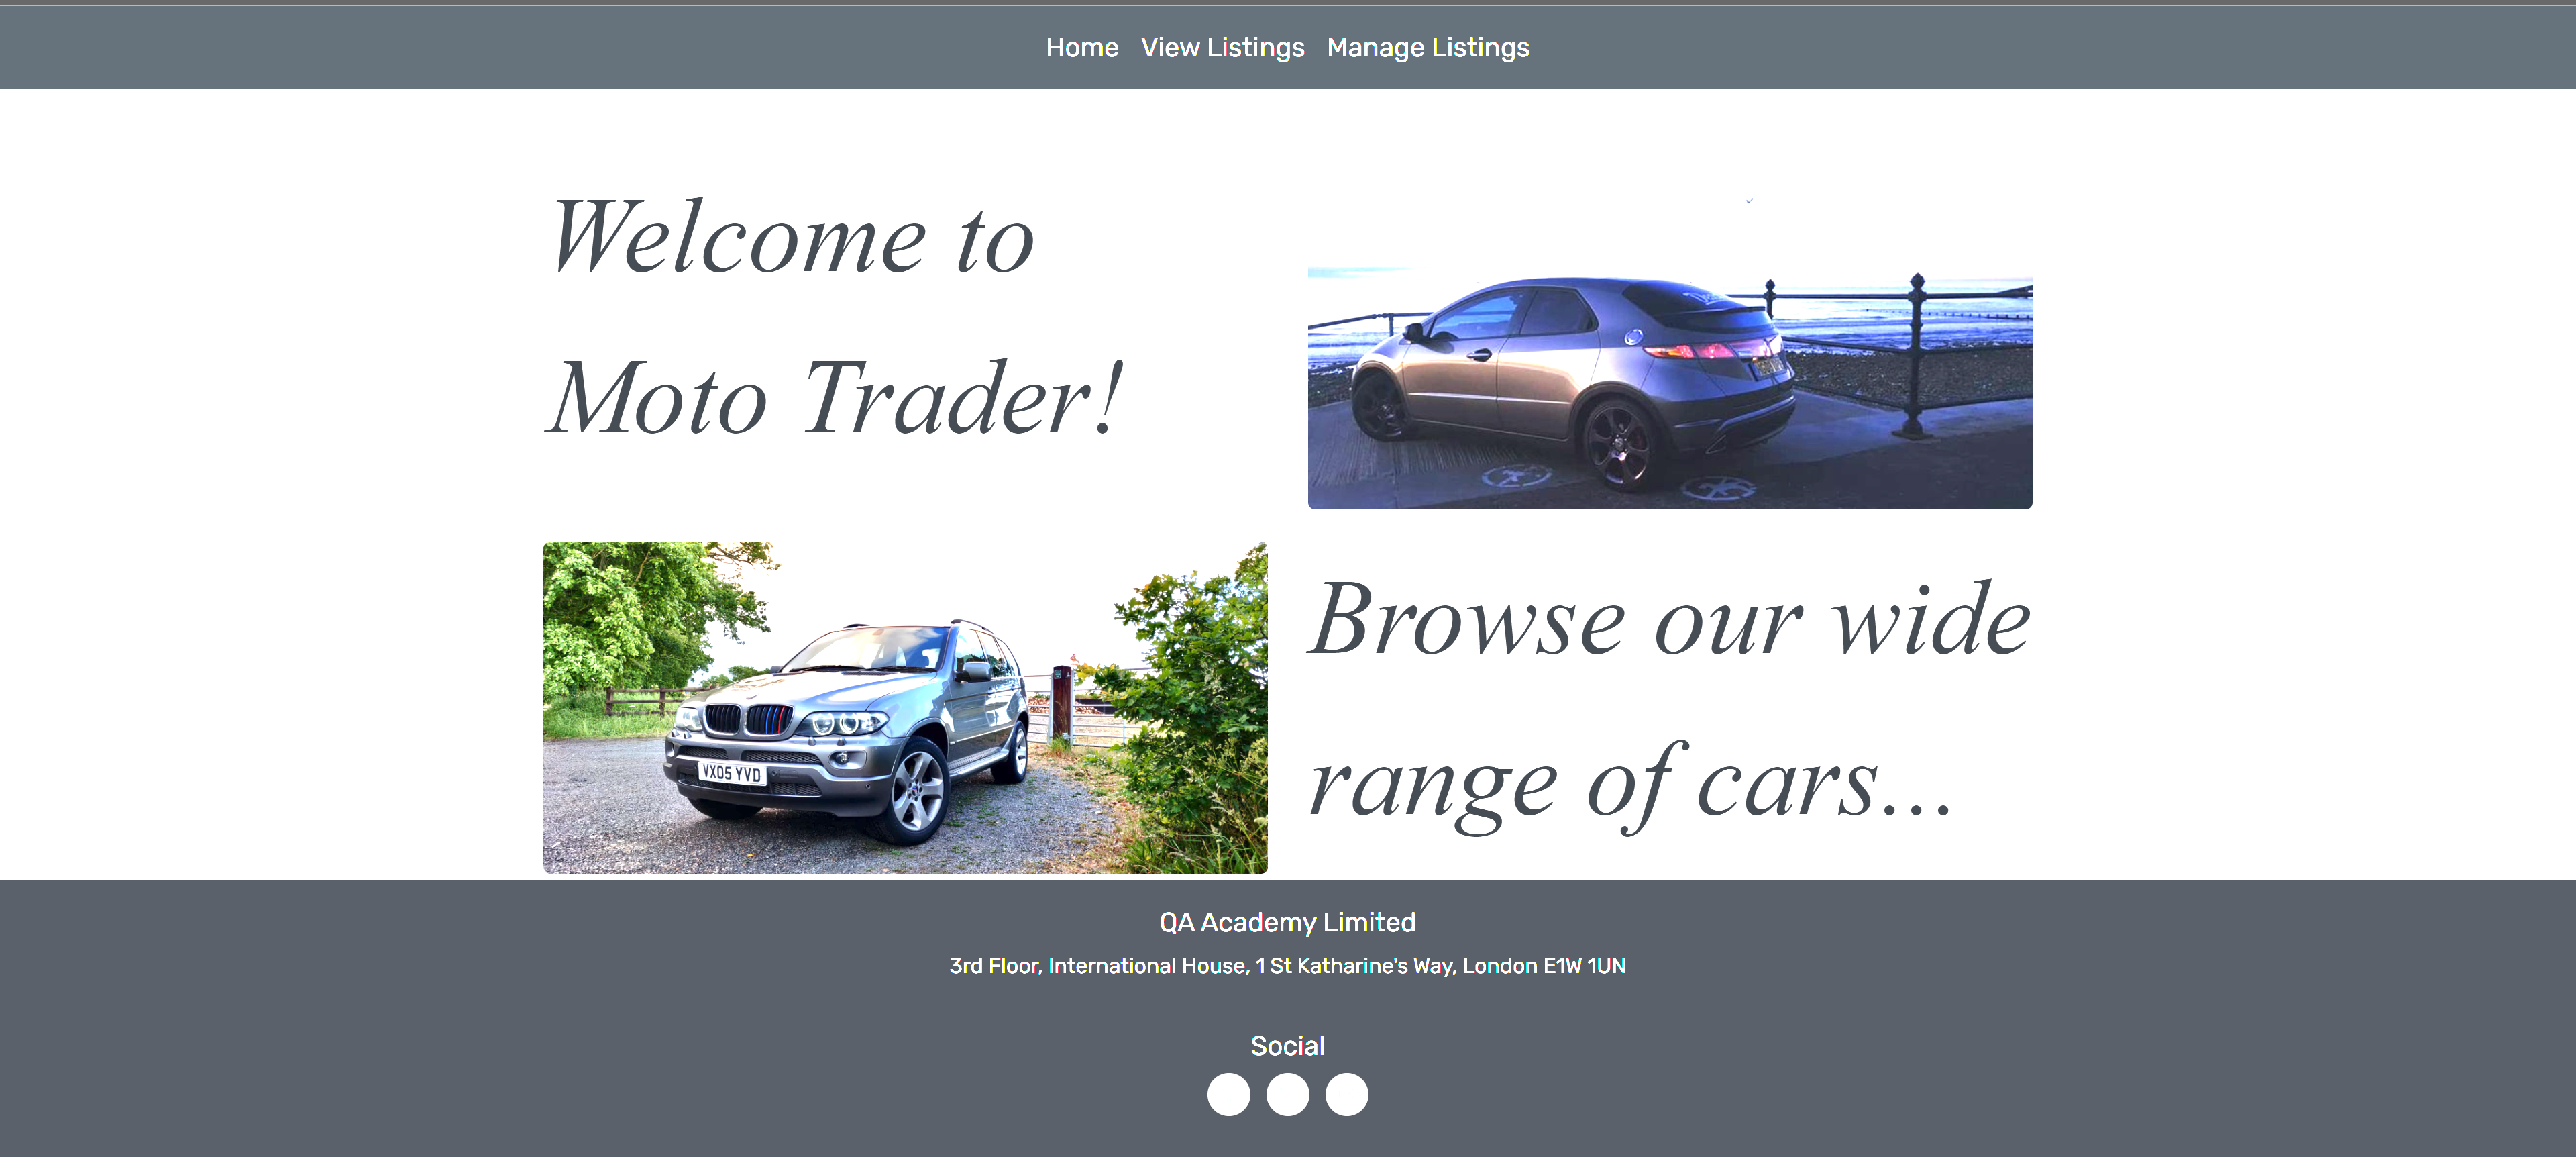 Home View Listings Manage Listings
Welcome to
Moto Trader!
VX05 YVD
Browse our wide
range of cars...
QA Academy Limited
3rd Floor, International House, 1 St Katharine's Way, London E1W 1UN
Social